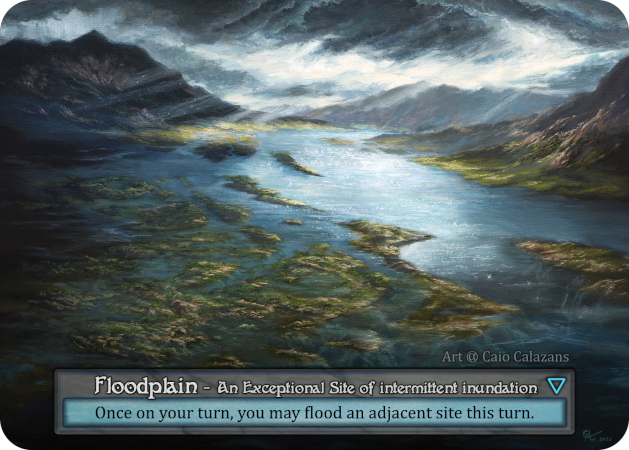 Art @ Caio Calazans
Floodplain - An Exceptional Site of intermittent inundation
Once on your turn, you may flood an adjacent site this turn.